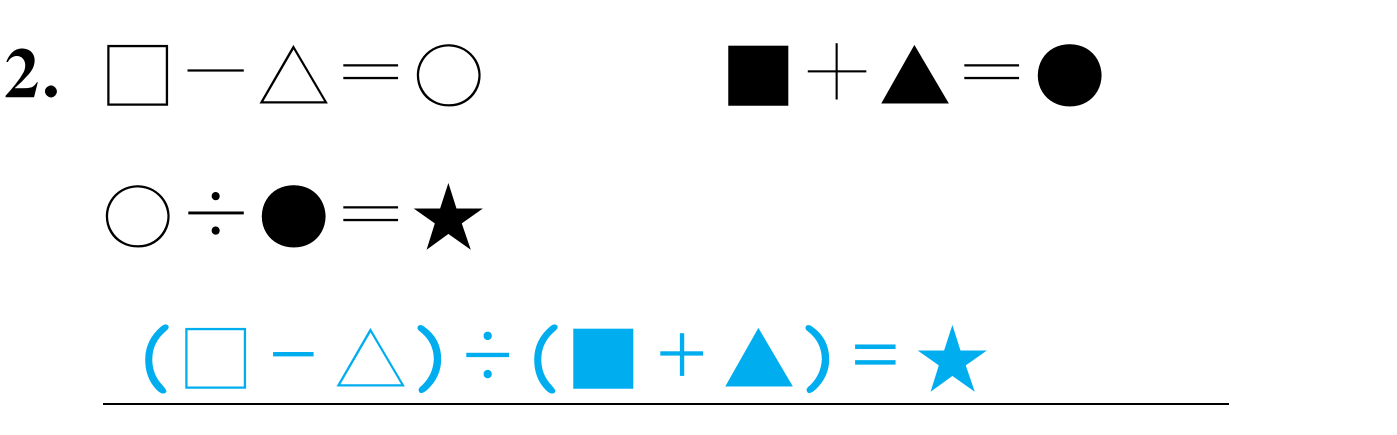 2. □ − △ = ○ ■ + ▲ = ●
○ ÷ ● = ★
(□ − △) ÷ (■ + ▲) = ★